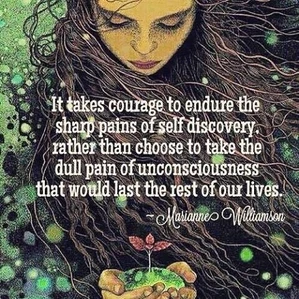 It takes courage to endure the
sharp pains of self discovery,
rather than choose to take the
dull pain of unconsciousness
that would last the rest of our lives.
~ Marianne Williamson